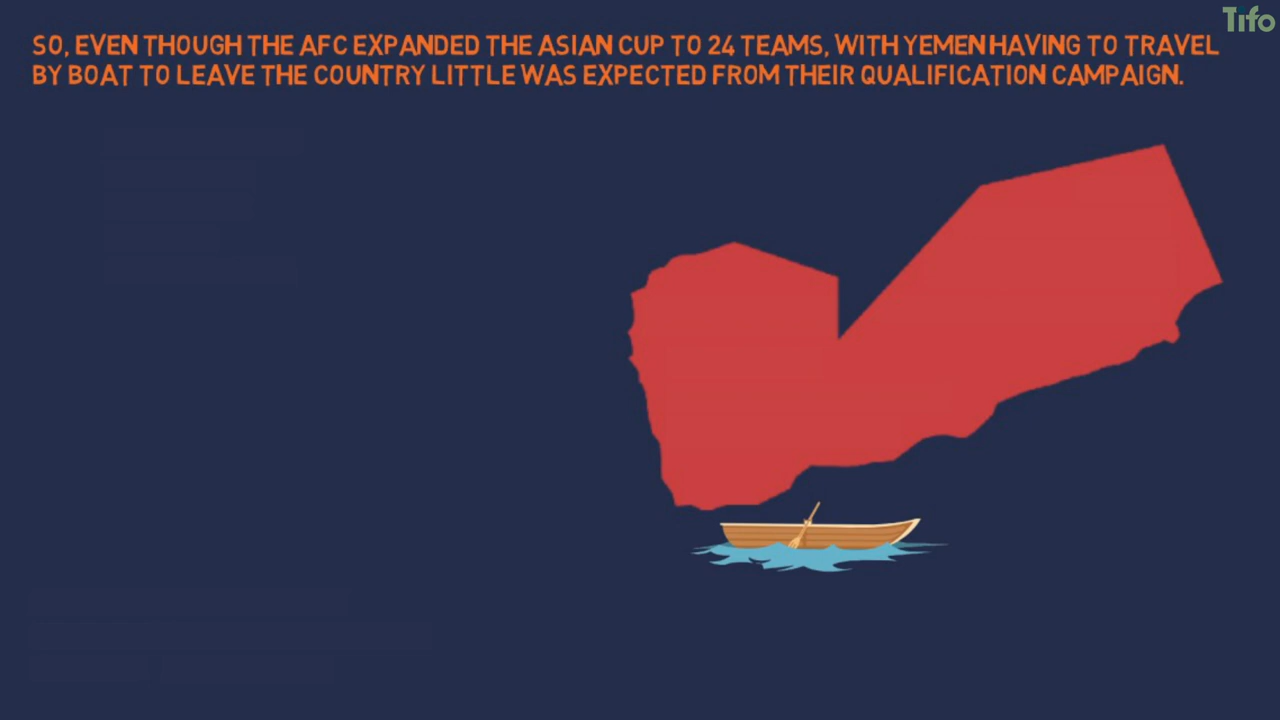 Tifo
SO, EVEN THOUGH THE AFC EXPANDED THE ASIAN CUP TO 24 TEAMS, WITH YEMEN HAVING TO TRAVEL
BY BOAT TO LEAVE THE COUNTRY LITTLE WAS EXPECTED FROM THEIR QUALIFICATION CAMPAIGN.